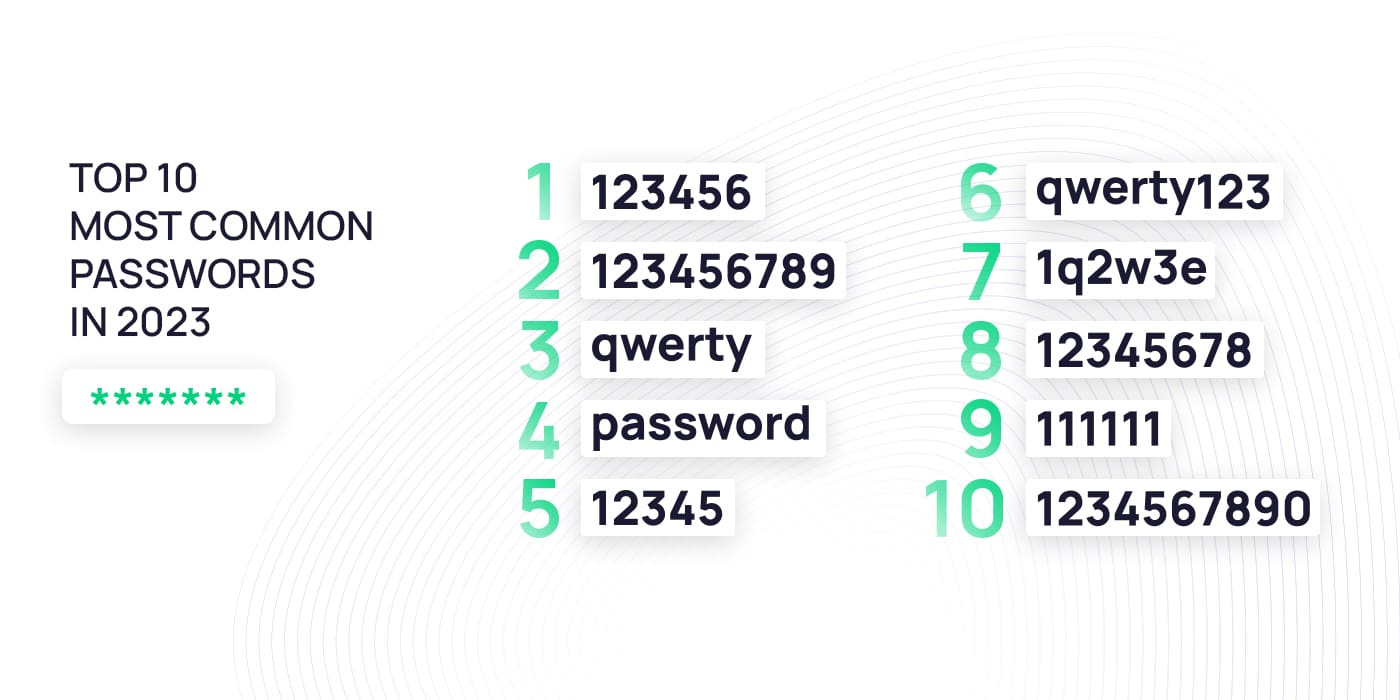 TOP 10
MOST COMMON
PASSWORDS
IN 2023
*******
1 123456
2 123456789
3 qwerty
4 password
5 12345
6 qwerty123
7 1q2w3e
8 12345678
9 111111
10 1234567890